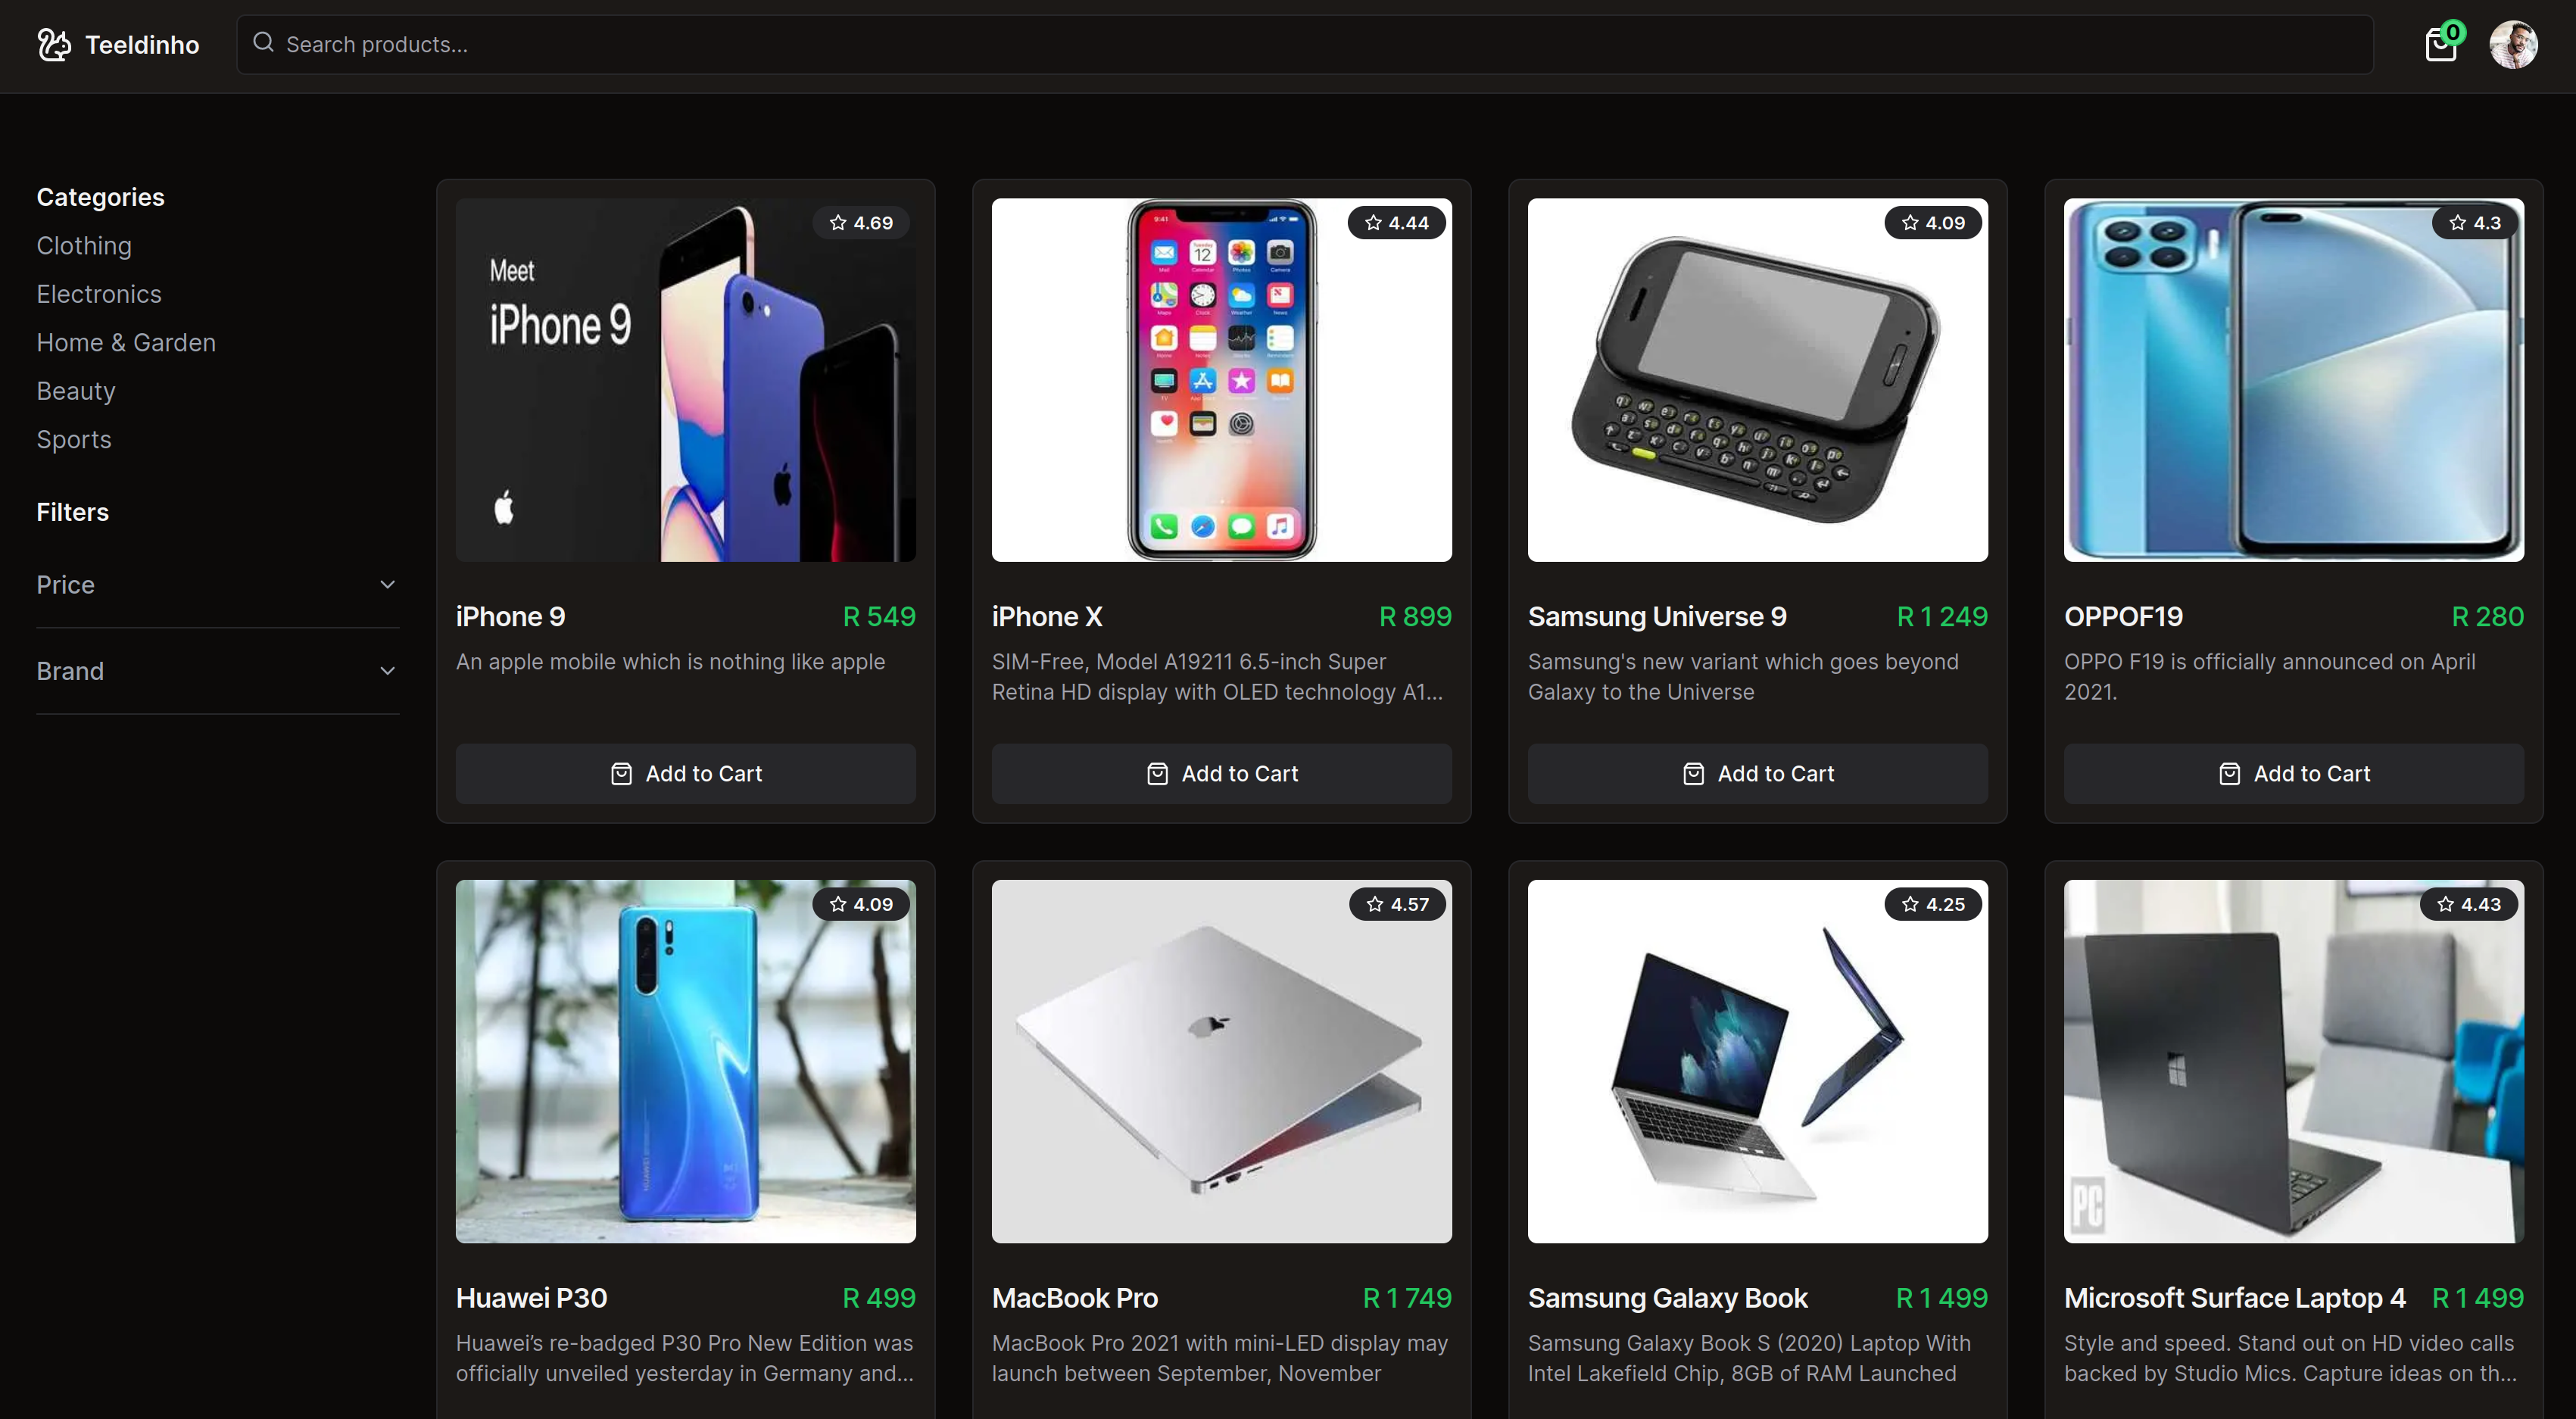 Teeldinho
Search products...
0
Categories
Clothing
Electronics
Home & Garden
Beauty
Sports
Filters
Price
Brand
4.69
Meet
iPhone 9
iPhone 9 R 549
An apple mobile which is nothing like apple
Add to Cart
4.44
9:41
12
iPhone X R 899
SIM-Free, Model A19211 6.5-inch Super
Retina HD display with OLED technology A1...
Add to Cart
4.09
Samsung Universe 9 R 1 249
Samsung's new variant which goes beyond
Galaxy to the Universe
Add to Cart
4.3
OPPOF19 R 280
OPPO F19 is officially announced on April
2021.
Add to Cart
4.09
HUAWEI
Huawei P30 R 499
Huawei’s re-badged P30 Pro New Edition was
officially unveiled yesterday in Germany and...
4.57
MacBook Pro R 1 749
MacBook Pro 2021 with mini-LED display may
launch between September, November
4.25
Samsung Galaxy Book R 1 499
Samsung Galaxy Book S (2020) Laptop With
Intel Lakefield Chip, 8GB of RAM Launched
4.43
PC
Microsoft Surface Laptop 4 R 1 499
Style and speed. Stand out on HD video calls
backed by Studio Mics. Capture ideas on th...